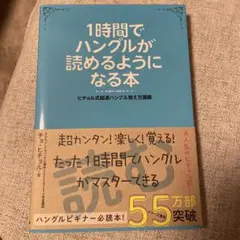 1時間で
ハングルが
読めるように
なる本
ヒチョル式超速ハングル覚え方講義
超カンタン!楽しく!覚える!
たった1時間でハングル
がマスターできる
読める
ハングルビギナー必読本!
55万部
突破